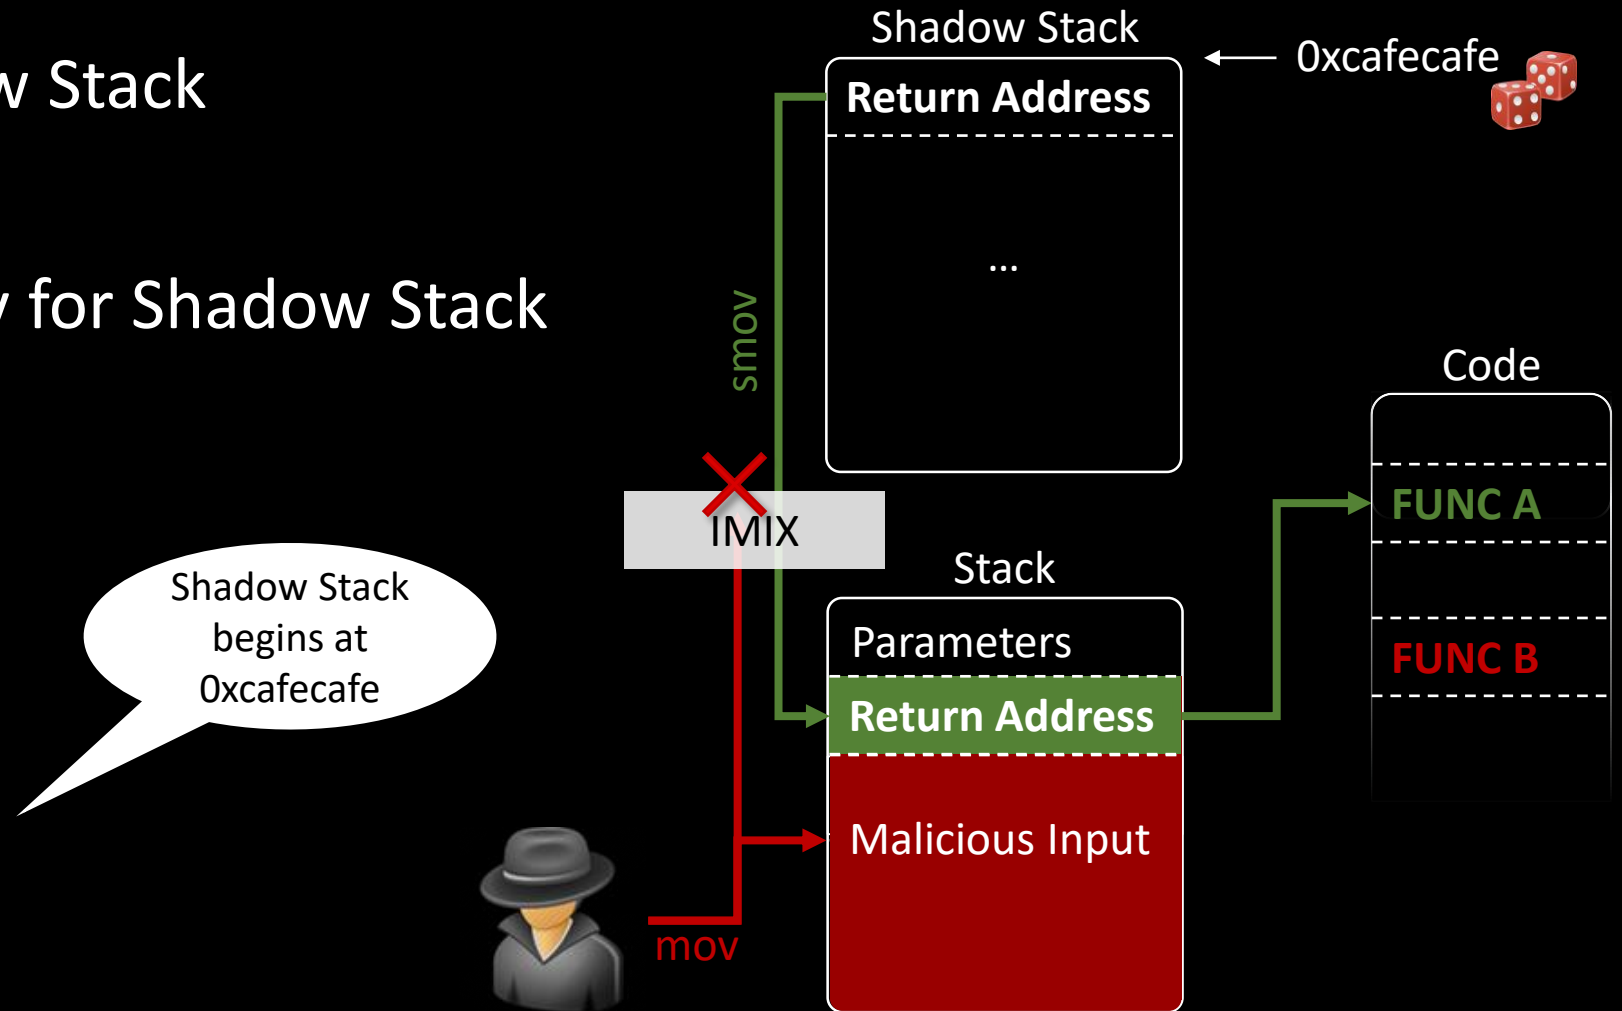 w Stack
for Shadow Stack
Shadow Stack
0xcafecafe
Return Address
...
smov
IMIX
Code
FUNC A
FUNC B
Stack
Parameters
Return Address
Malicious Input
Shadow Stack
begins at
0xcafecafe
mov